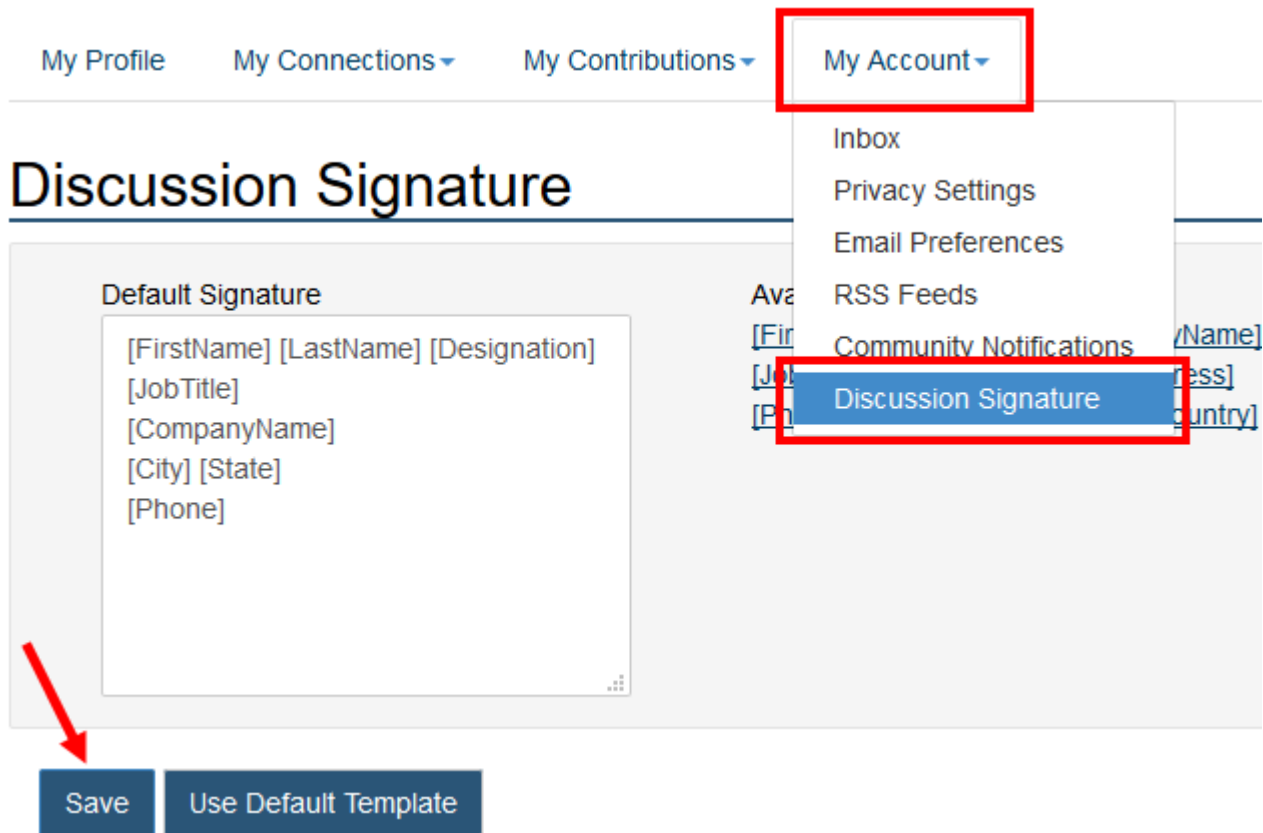 My Profile My Connections My Contributions My Account
Inbox
Privacy Settings
Email Preferences
RSS Feeds
Community Notifications
Discussion Signature
Discussion Signature
Default Signature
[FirstName] [LastName] [Designation]
[JobTitle]
[CompanyName]
[City] [State]
[Phone]
Save Use Default Template